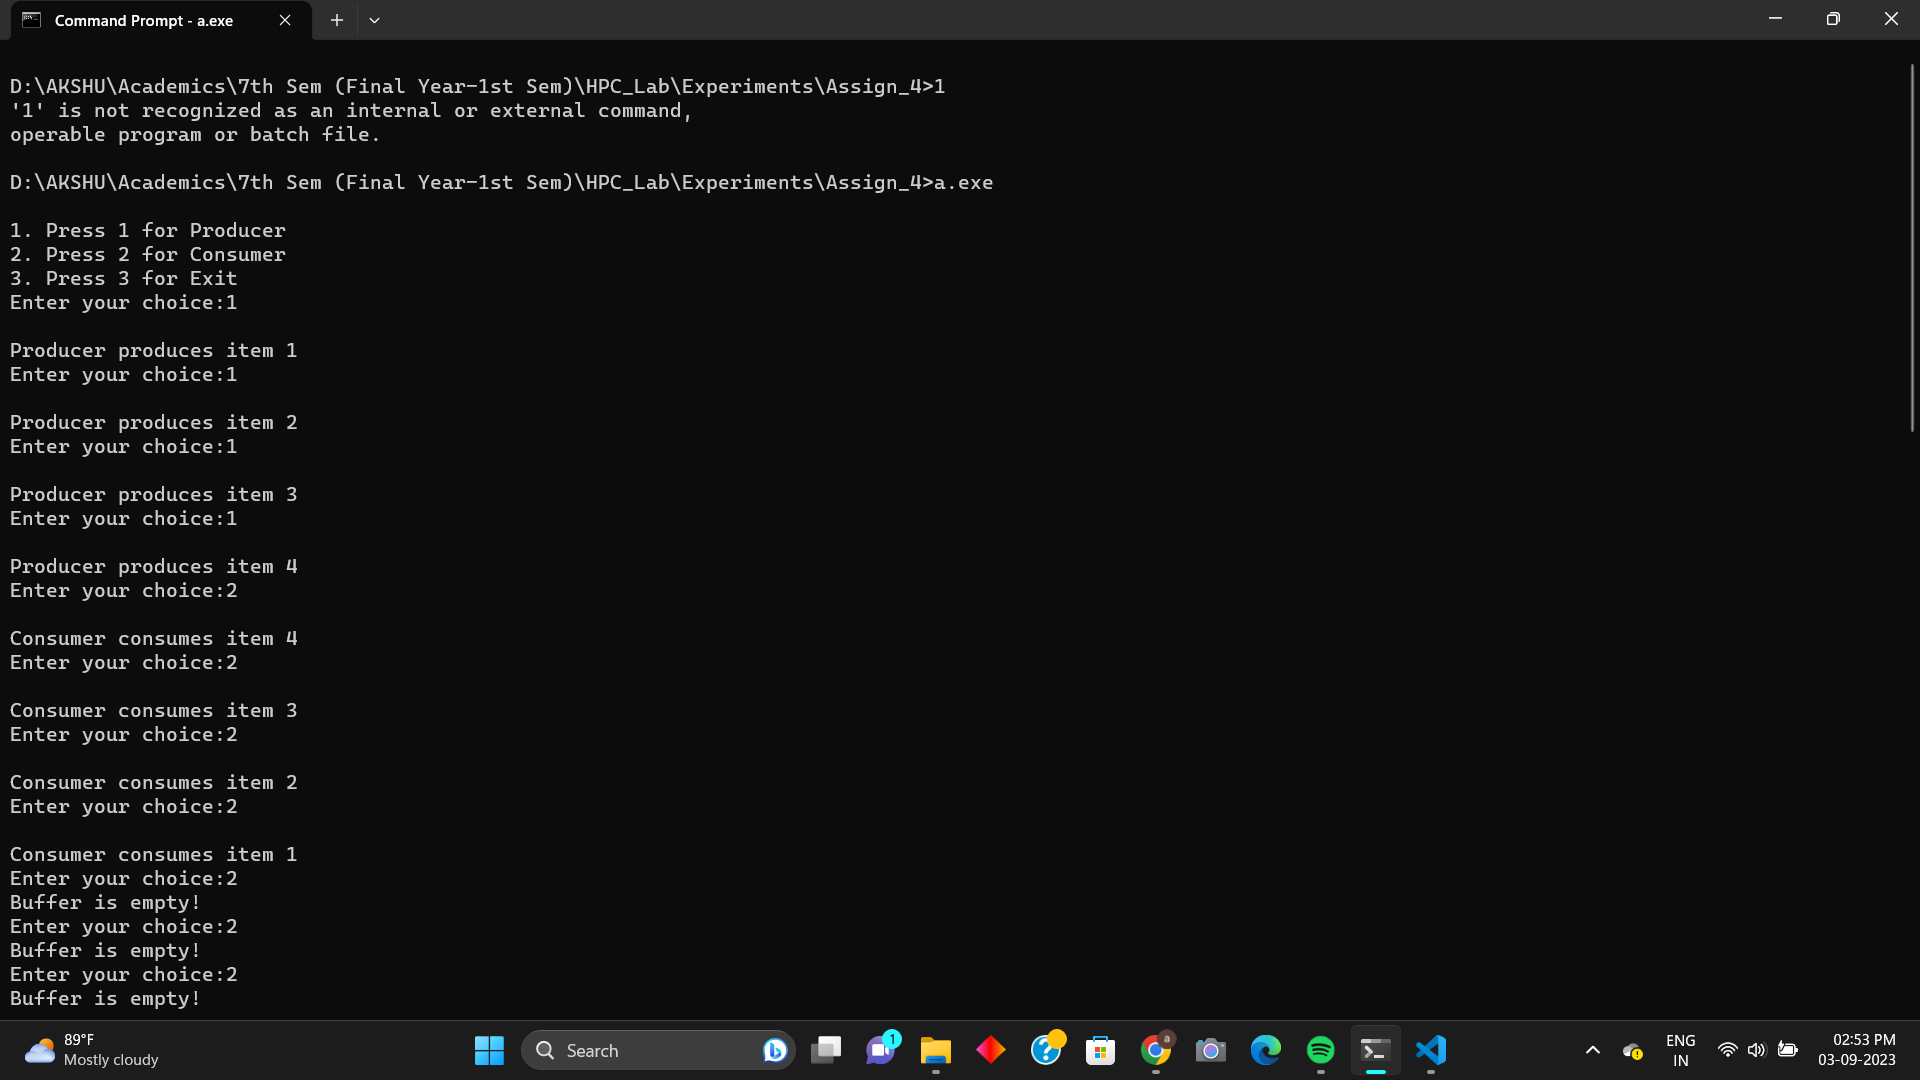 Command Prompt - a.exe
D:\AKSHU\Academics\7th Sem (Final Year-1st Sem)\HPC_Lab\Experiments\Assign_4>1
'1' is not recognized as an internal or external command,
operable program or batch file.
D:\AKSHU\Academics\7th Sem (Final Year-1st Sem)\HPC_Lab\Experiments\Assign_4>a.exe
1. Press 1 for Producer
2. Press 2 for Consumer
3. Press 3 for Exit
Enter your choice:1
Producer produces item 1
Enter your choice:1
Producer produces item 2
Enter your choice:1
Producer produces item 3
Enter your choice:1
Producer produces item 4
Enter your choice:2
Consumer consumes item 4
Enter your choice:2
Consumer consumes item 3
Enter your choice:2
Consumer consumes item 2
Enter your choice:2
Consumer consumes item 1
Enter your choice:2
Buffer is empty!
Enter your choice:2
Buffer is empty!
Enter your choice:2
Buffer is empty!
89°F
Mostly cloudy
Search
1
a
ENG
IN
02:53 PM
03-09-2023